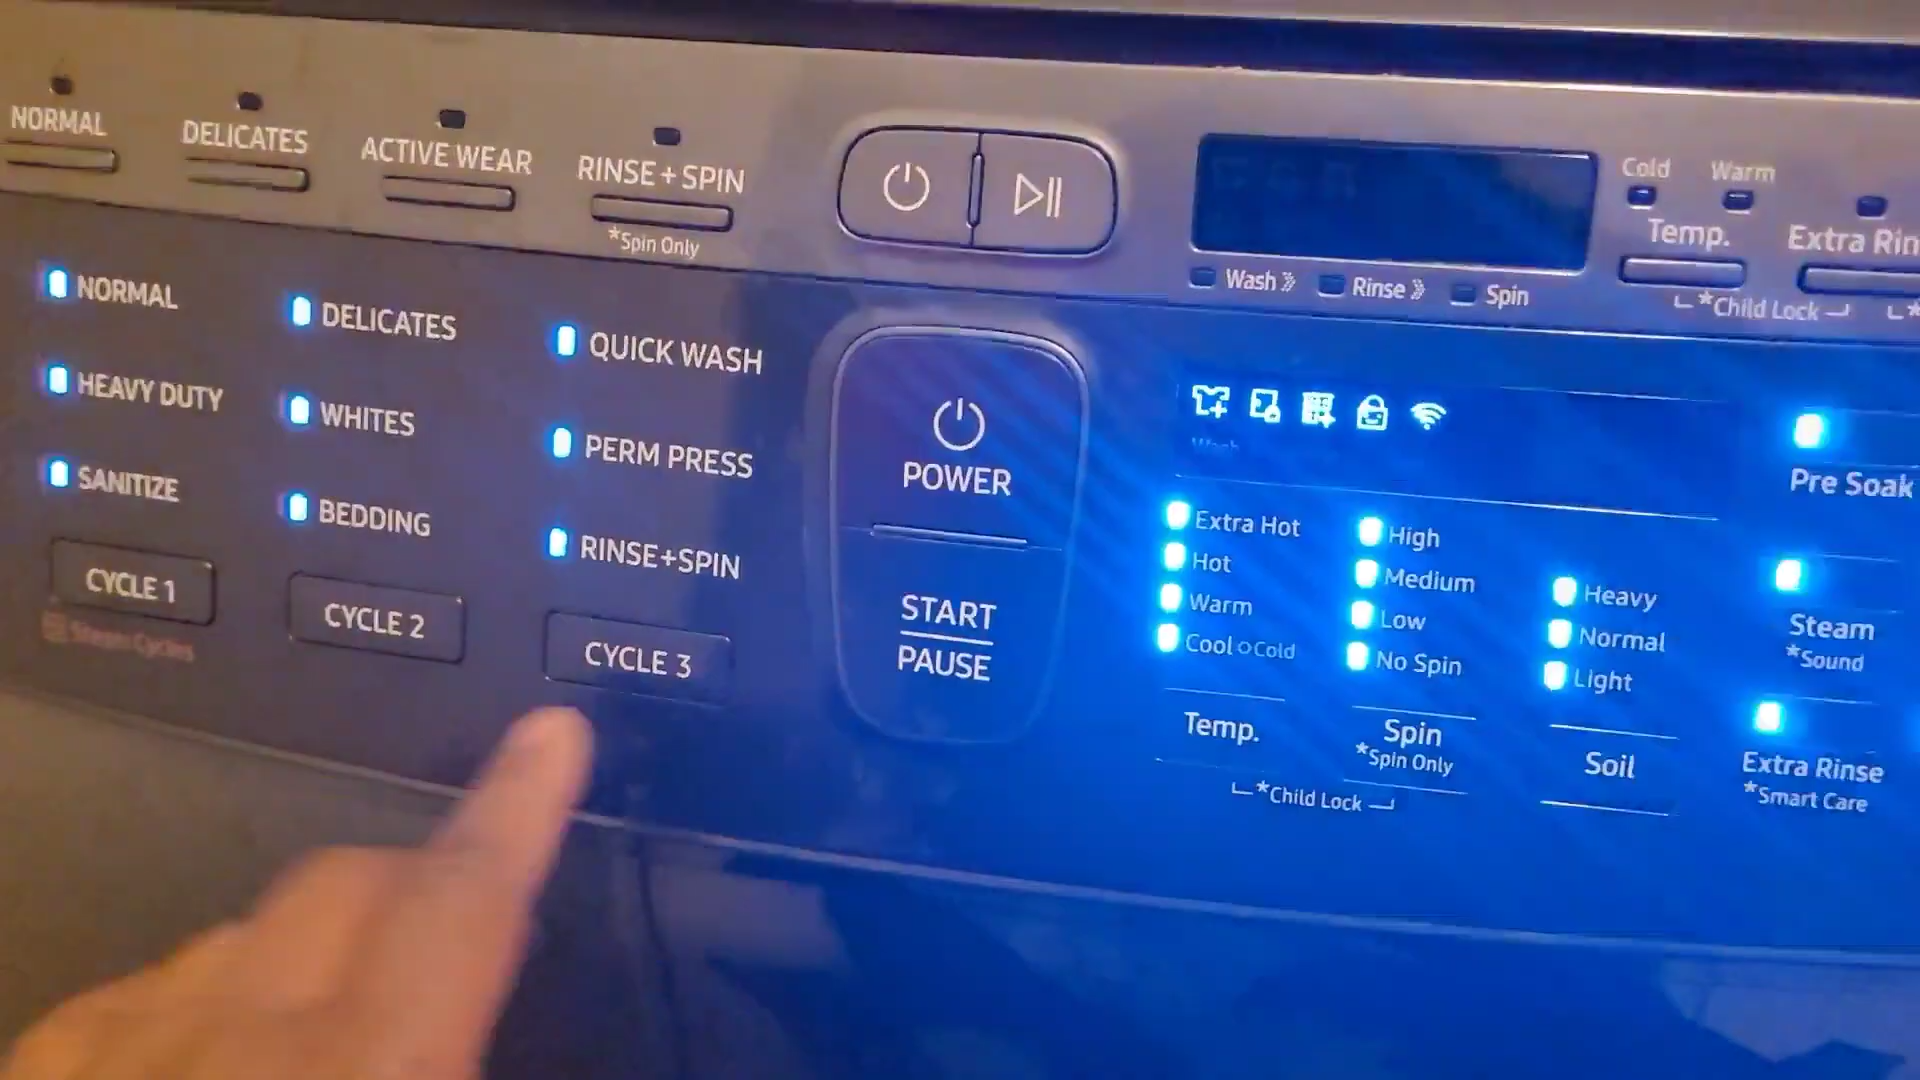 NORMAL
DELICATES
ACTIVE WEAR
RINSE + SPIN
*Spin Only
Wash
Rinse
Spin
Cold
Warm
Temp.
Extra Rin
*Child Lock
NORMAL
HEAVY DUTY
SANITIZE
CYCLE 1
Steam Cycles
DELICATES
WHITES
BEDDING
CYCLE 2
QUICK WASH
PERM PRESS
RINSE+SPIN
CYCLE 3
POWER
START
PAUSE
Wash
Extra Hot
Hot
Warm
Cool Cold
Temp.
High
Medium
Low
No Spin
Spin
*Spin Only
*Child Lock
Heavy
Normal
Light
Soil
Pre Soak
Steam
*Sound
Extra Rinse
*Smart Care